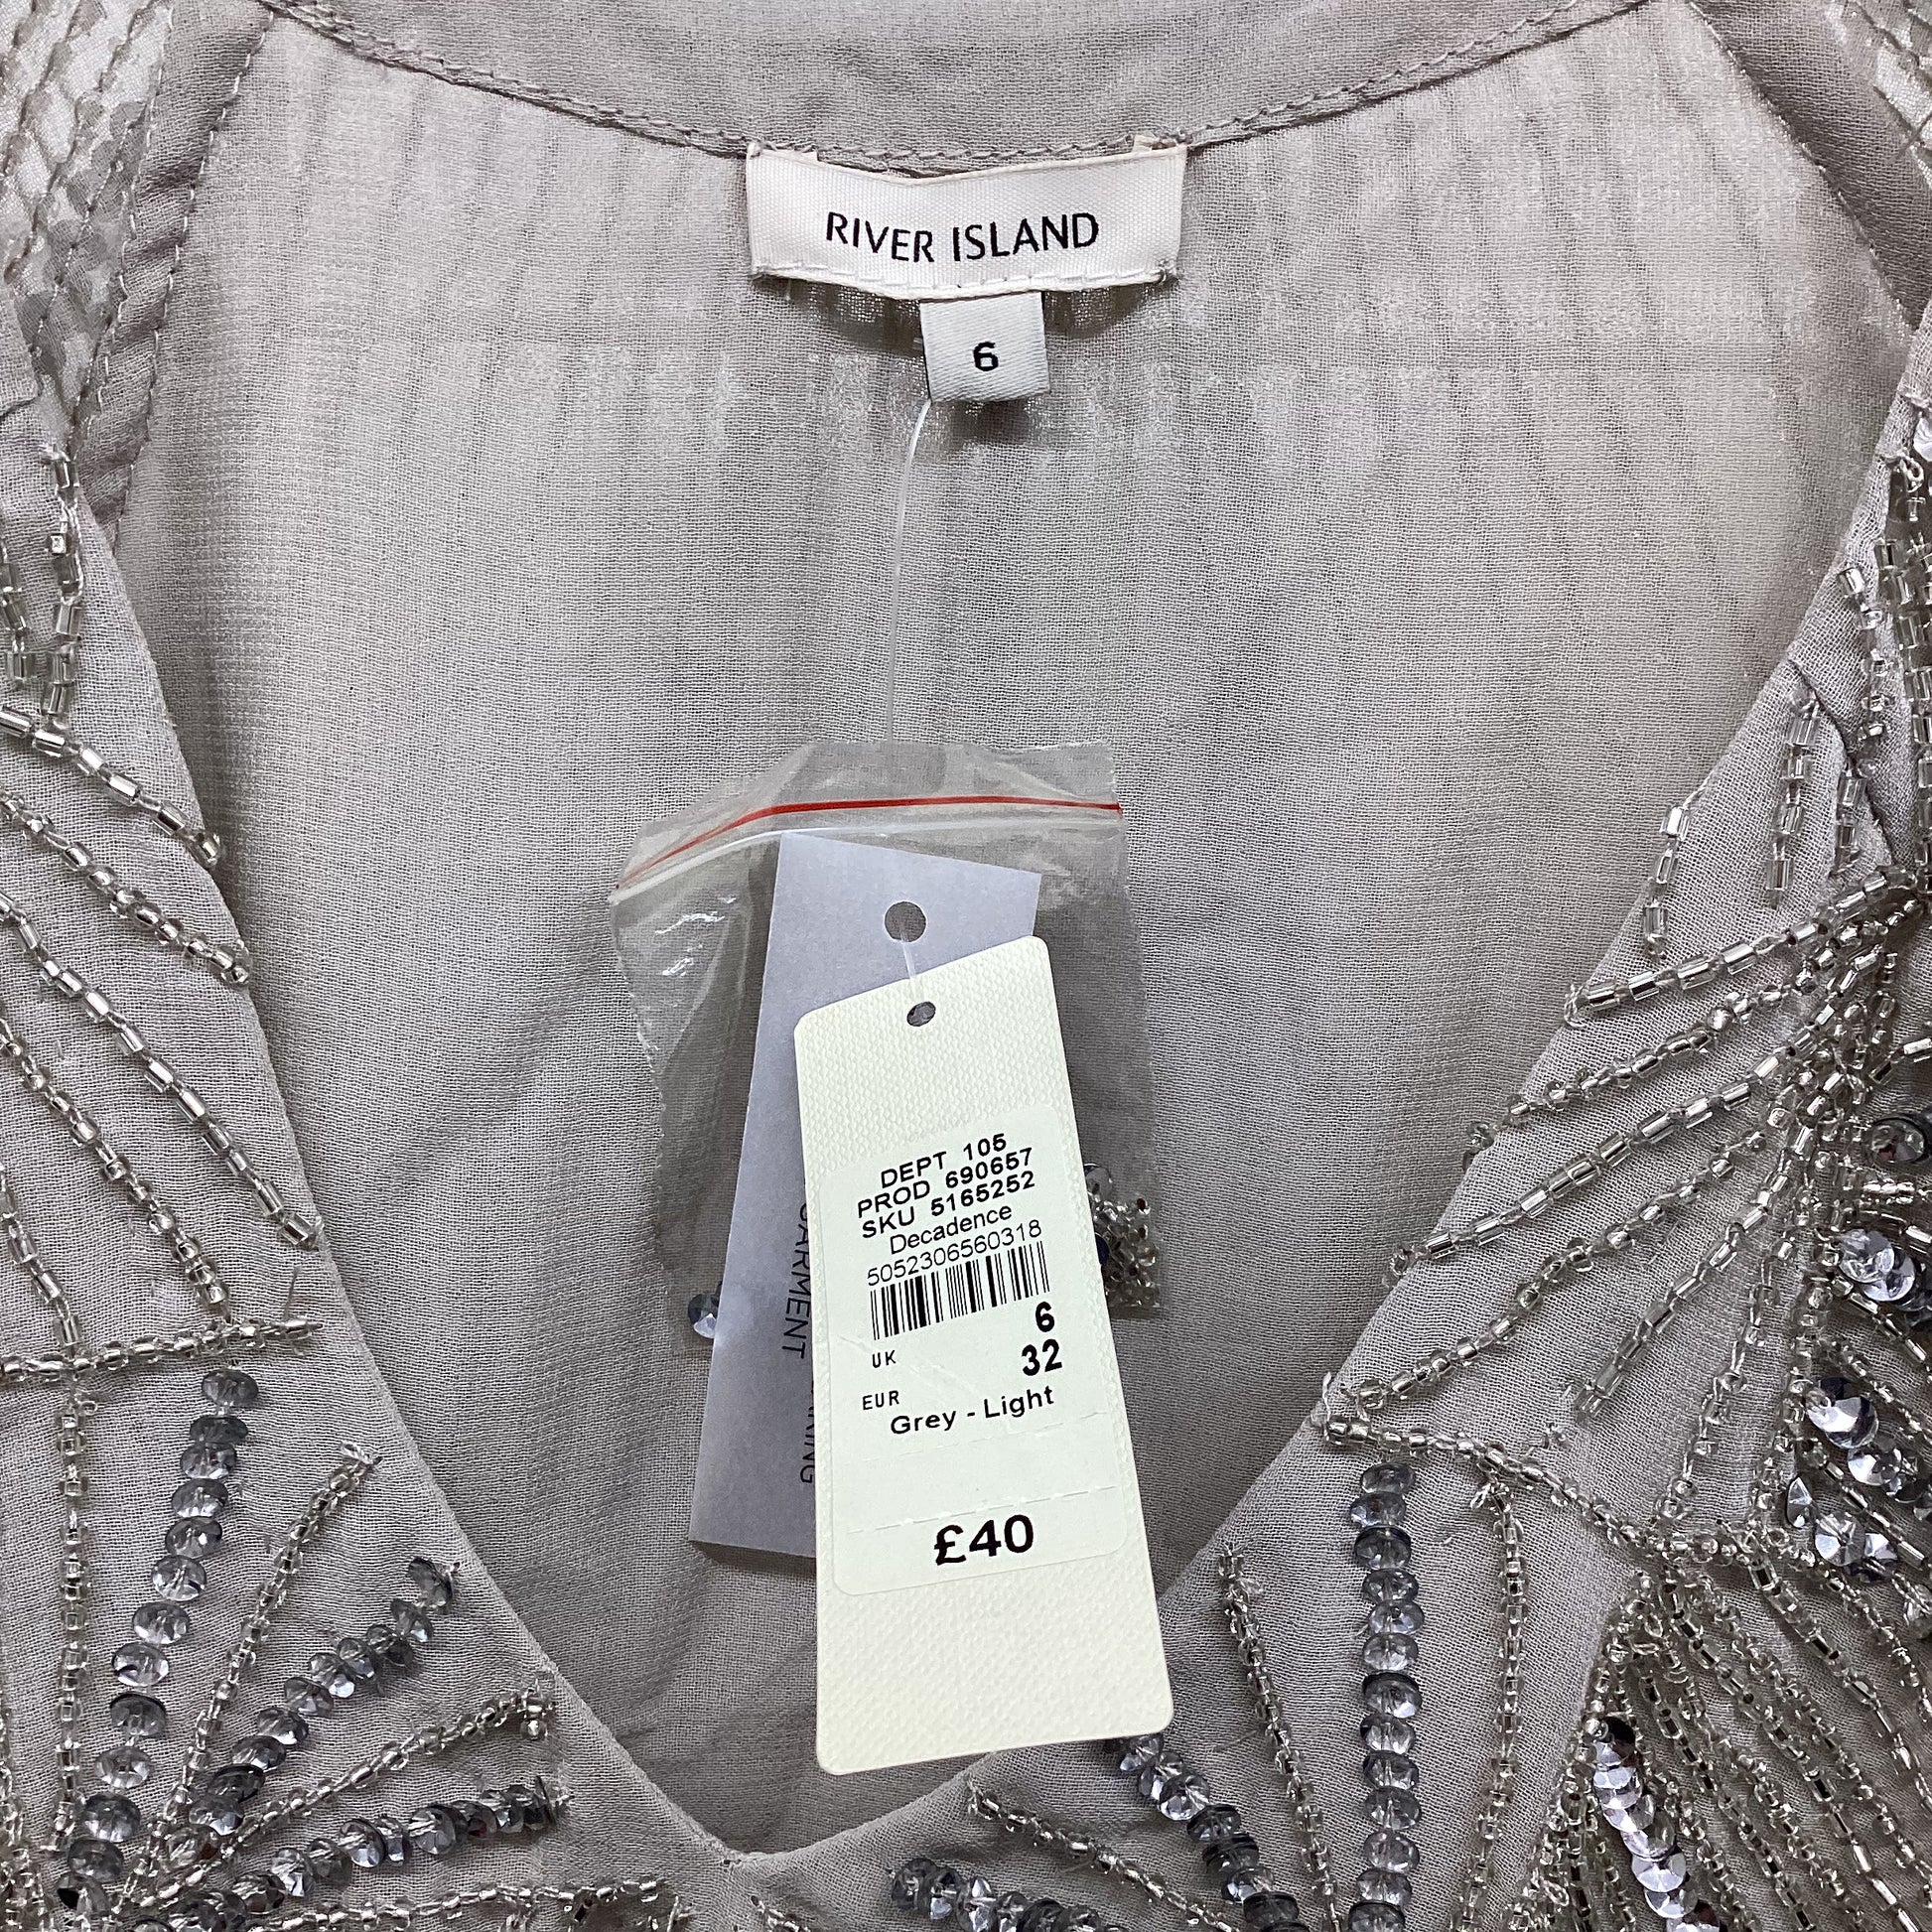 RIVER ISLAND
6
GARMENT
DEPT 105
PROD 690657
SKU 5165252
Decadence
5052306560318
UK 6
EUR 32
Grey - Light
£40